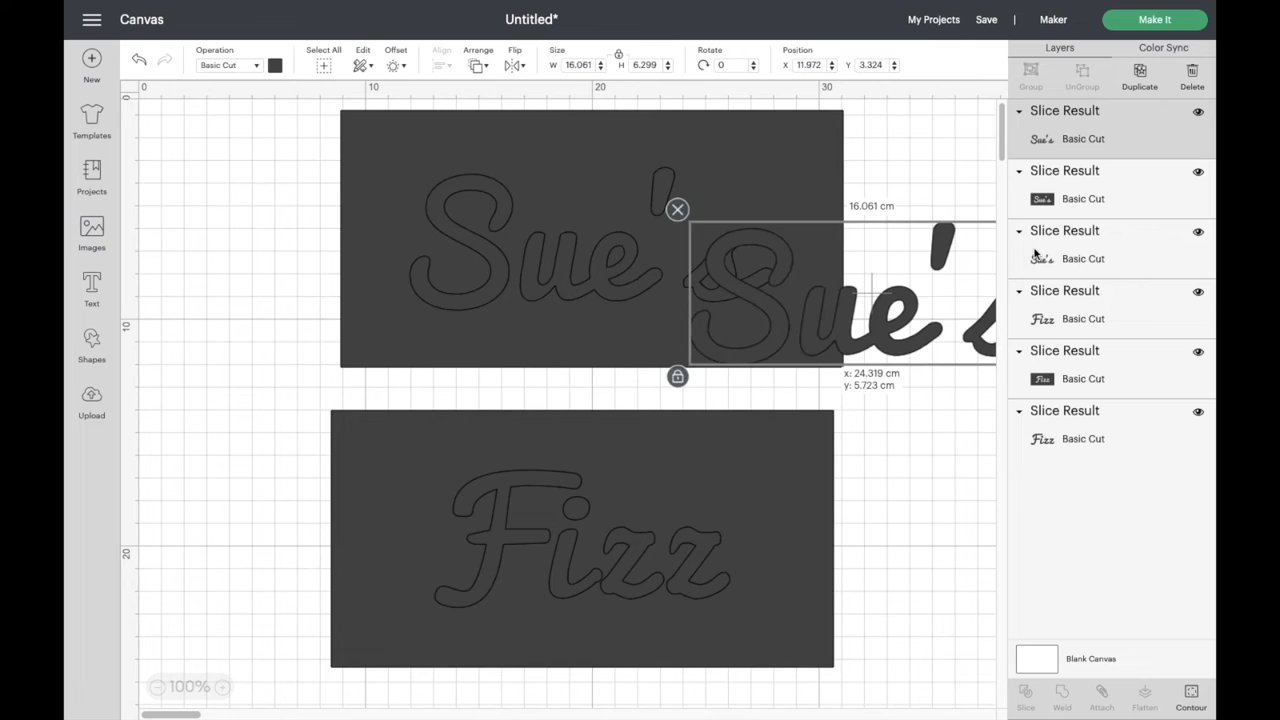 Canvas
Untitled*
My Projects
Save
Maker
Make It
New
Templates
Projects
Images
Text
Shapes
Upload
Operation
Basic Cut
Select All
Edit
Offset
Align
Arrange
Flip
Size
W 16.061
H 6.299
Rotate
0
Position
X 11.972
Y 3.324
0
10
20
30
0
10
20
Sue's
Sue's
16.061 cm
x: 24.319 cm
y: 5.723 cm
Fizz
100%
Layers
Color Sync
Group
UnGroup
Duplicate
Delete
Slice Result
Sue's Basic Cut
Slice Result
Sue's Basic Cut
Slice Result
Sue's Basic Cut
Slice Result
Fizz Basic Cut
Slice Result
Fizz Basic Cut
Slice Result
Fizz Basic Cut
Blank Canvas
Slice
Weld
Attach
Flatten
Contour